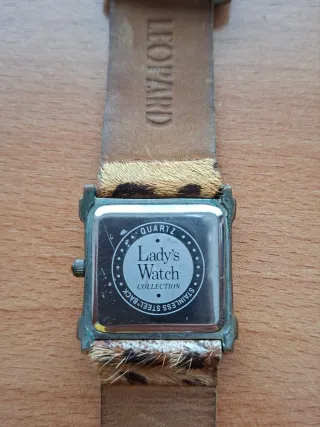 LEOPARD
QUARTZ
Lady's
Watch
COLLECTION
STAINLESS STEEL BACK